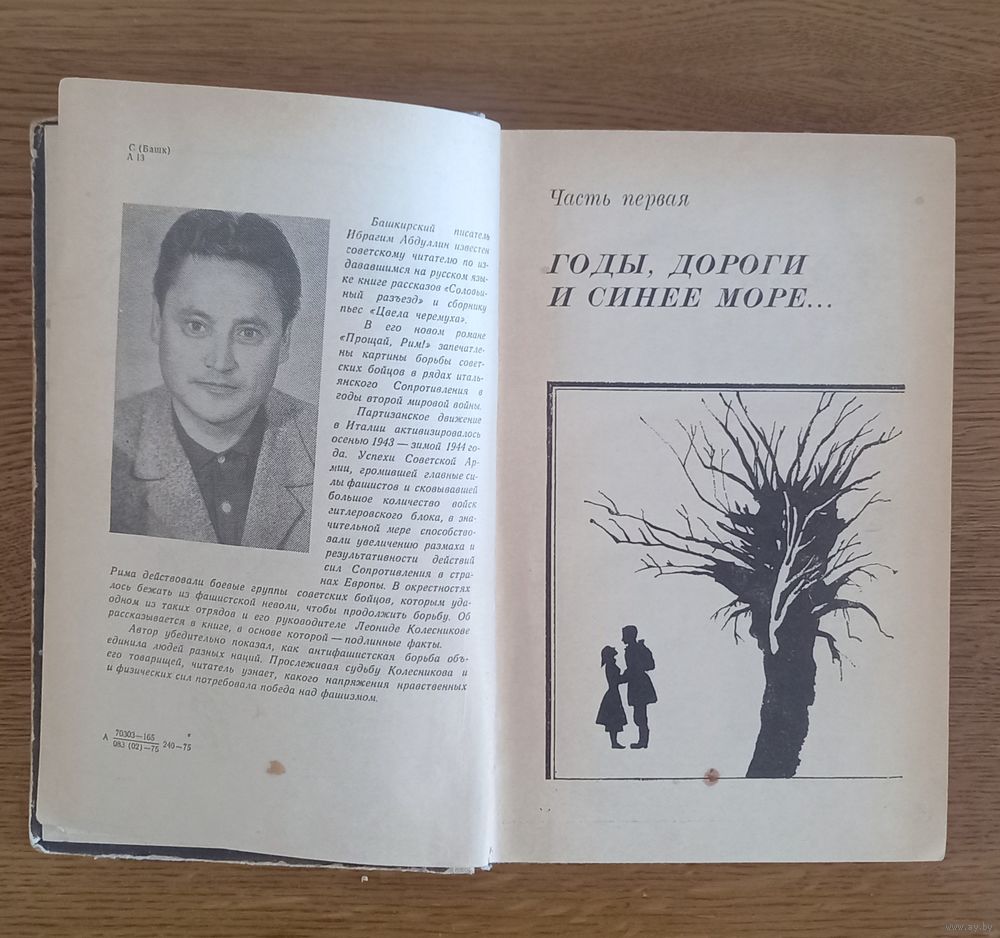 С (Башк)
А 13
Башкирский писатель
Ибрагим Абдуллин известен
советскому читателю по из-
дававшимся на русском язы-
ке книге рассказов «Соловьи-
ный разъезд» и сборнику
пьес «Цвела черемуха».
В его новом романе
«Прощай, Рим!» запечатле-
ны картины борьбы совет-
ских бойцов в рядах италь-
янского Сопротивления в
годы второй мировой войны.
Партизанское движение
в Италии активизировалось
осенью 1943 — зимой 1944 го-
да. Успехи Советской Ар-
мии, громившей главные си-
лы фашистов и сковывавшей
большое количество войск
гитлеровского блока, в зна-
чительной мере способство-
вали увеличению размаха и
результативности действий
сил Сопротивления в стра-
нах Европы. В окрестностях
Рима действовали боевые группы советских бойцов, которым уда-
лось бежать из фашистской неволи, чтобы продолжить борьбу. Об
одном из таких отрядов и его руководителе Леониде Колесникове
рассказывается в книге, в основе которой — подлинные факты.
Автор убедительно показал, как антифашистская борьба объ-
единила людей разных наций. Прослеживая судьбу Колесникова и
его товарищей, читатель узнает, какого напряжения нравственных
и физических сил потребовала победа над фашизмом.
А 70303—165
083 (02)—75 240—75
Часть первая
ГОДЫ, ДОРОГИ
И СИНЕЕ МОРЕ...
www.ay.by